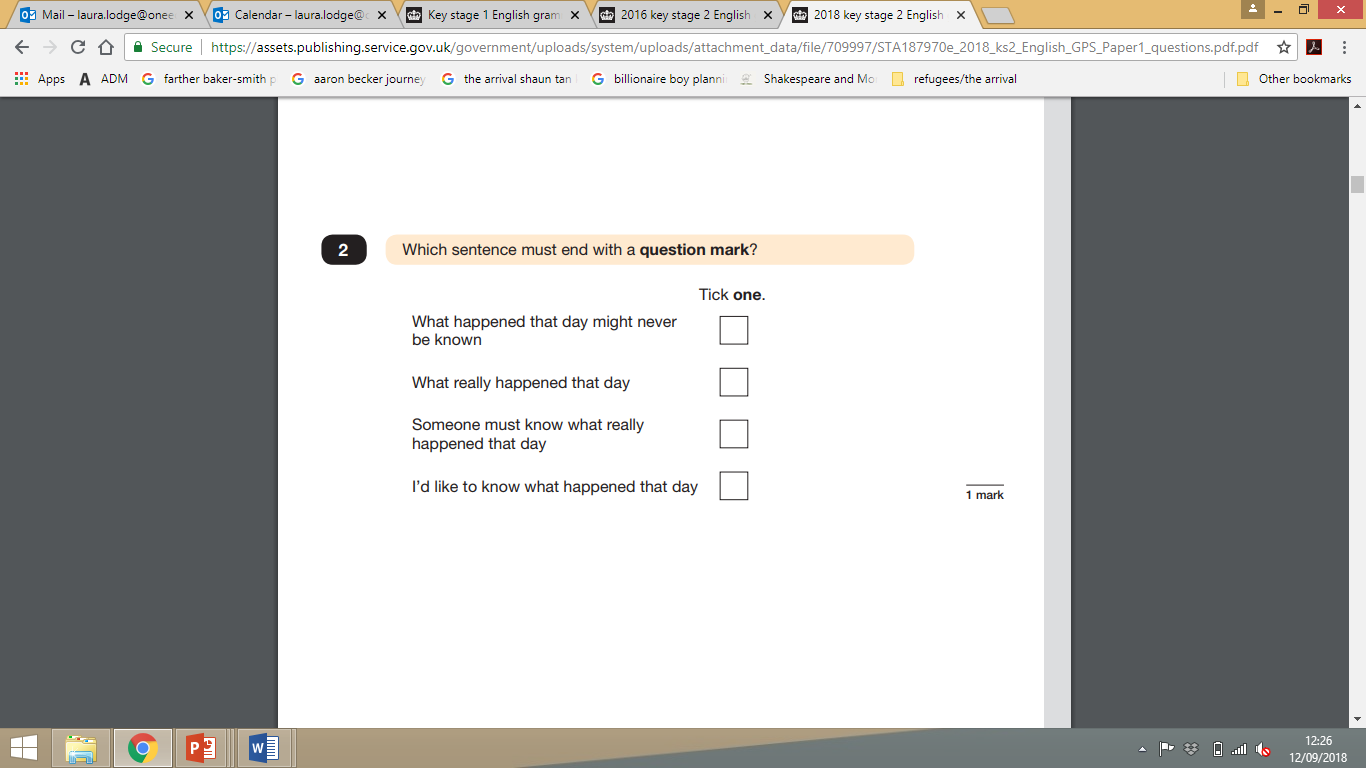 Mail – laura.lodge@onee
Calendar – laura.lodge@o
Key stage 1 English gram
2016 key stage 2 English
2018 key stage 2 English
Secure
https://assets.publishing.service.gov.uk/government/uploads/system/uploads/attachment_data/file/709997/STA187970e_2018_ks2_English_GPS_Paper1_questions.pdf.pdf
Apps
ADM
farther baker-smith p
aaron becker journey
the arrival shaun tan
billionaire boy planni
Shakespeare and Mo
refugees/the arrival
Other bookmarks
2
Which sentence must end with a question mark?
Tick one.
What happened that day might never
be known
What really happened that day
Someone must know what really
happened that day
I'd like to know what happened that day
1 mark
12:26
12/09/2018